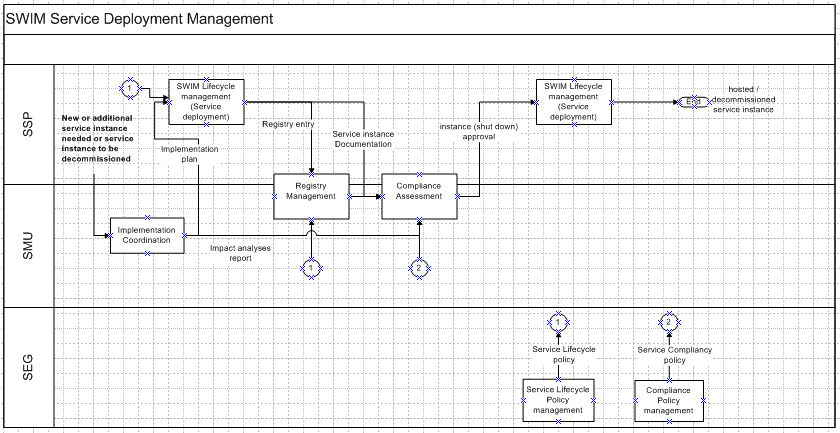 SWIM Service Deployment Management
SSP
1
SWIM Lifecycle
management
(Service
deployment)
New or additional
service instance
needed or service
instance to be
decommissioned
Implementation
plan
Registry entry
Service instance
Documentation
instance (shut down)
approval
SWIM Lifecycle
management
(Service
deployment)
End
hosted /
decommissioned
service instance
Registry
Management
Compliance
Assessment
SMU
Implementation
Coordination
Impact analyses
report
1
2
SEG
1
2
Service Lifecycle
policy
Service Compliancy
policy
Service Lifecycle
Policy
management
Compliance
Policy
management